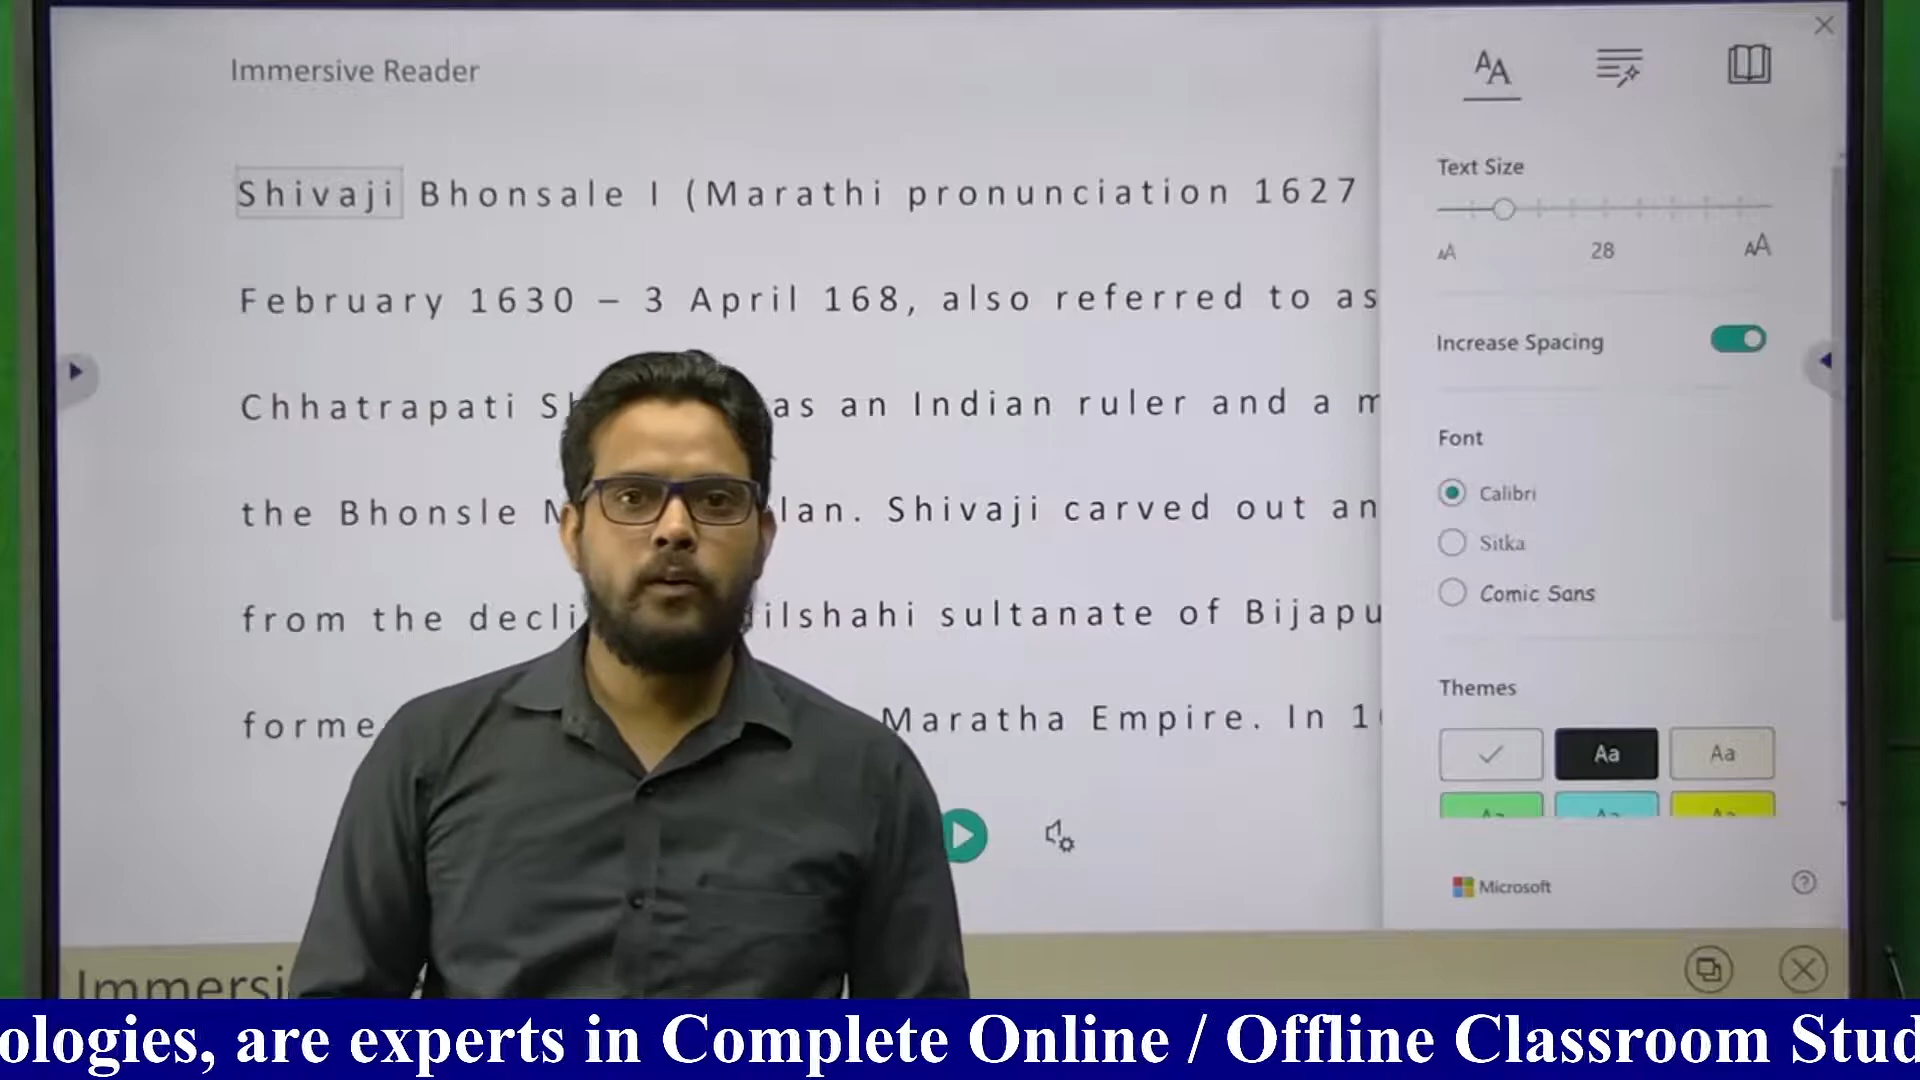 Immersive Reader
Shivaji Bhonsale I (Marathi pronunciation 1627
February 1630 – 3 April 168, also referred to as
Chhatrapati as an Indian ruler and a
the Bhonsle lan. Shivaji carved out an
from the decli ilshahi sultanate of Bijapu
forme Maratha Empire. In
Text Size
28
Increase Spacing
Font
Calibri
Sitka
Comic Sans
Themes
Aa
Aa
Microsoft
Immersi
ologies, are experts in Complete Online / Offline Classroom Stud